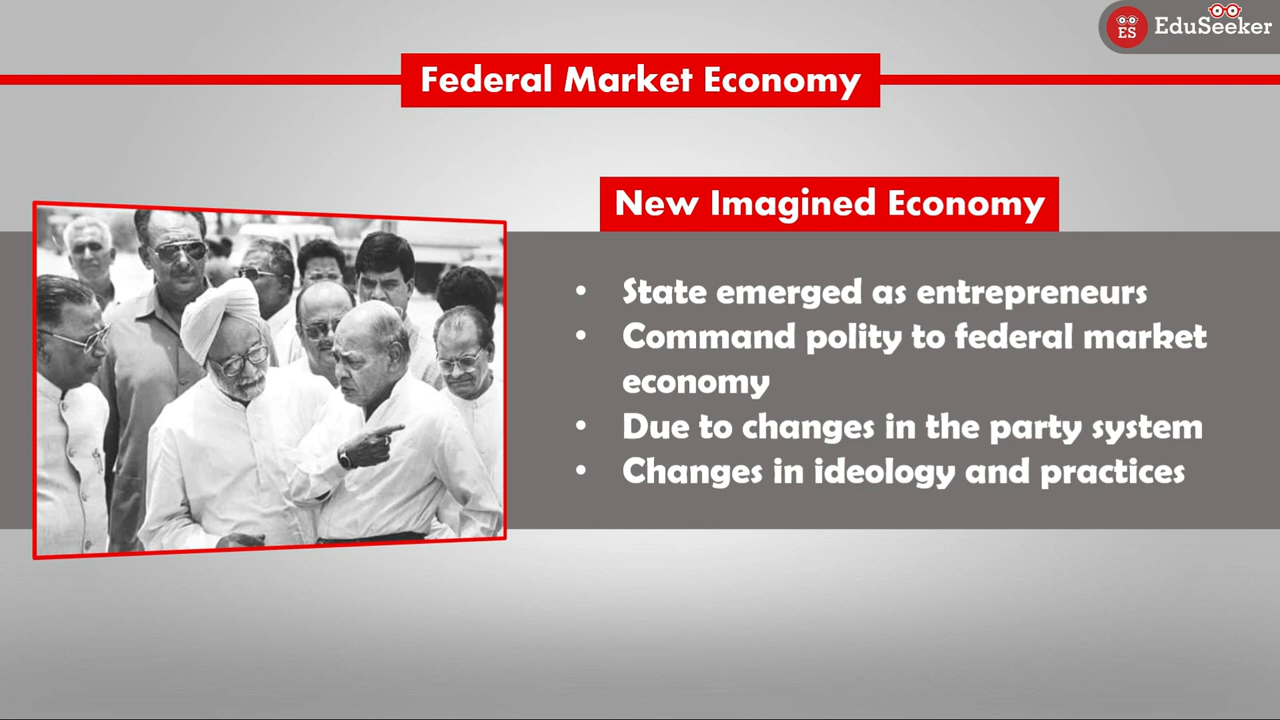 ES EduSeeker
Federal Market Economy
New Imagined Economy
• State emerged as entrepreneurs
• Command polity to federal market
economy
• Due to changes in the party system
• Changes in ideology and practices